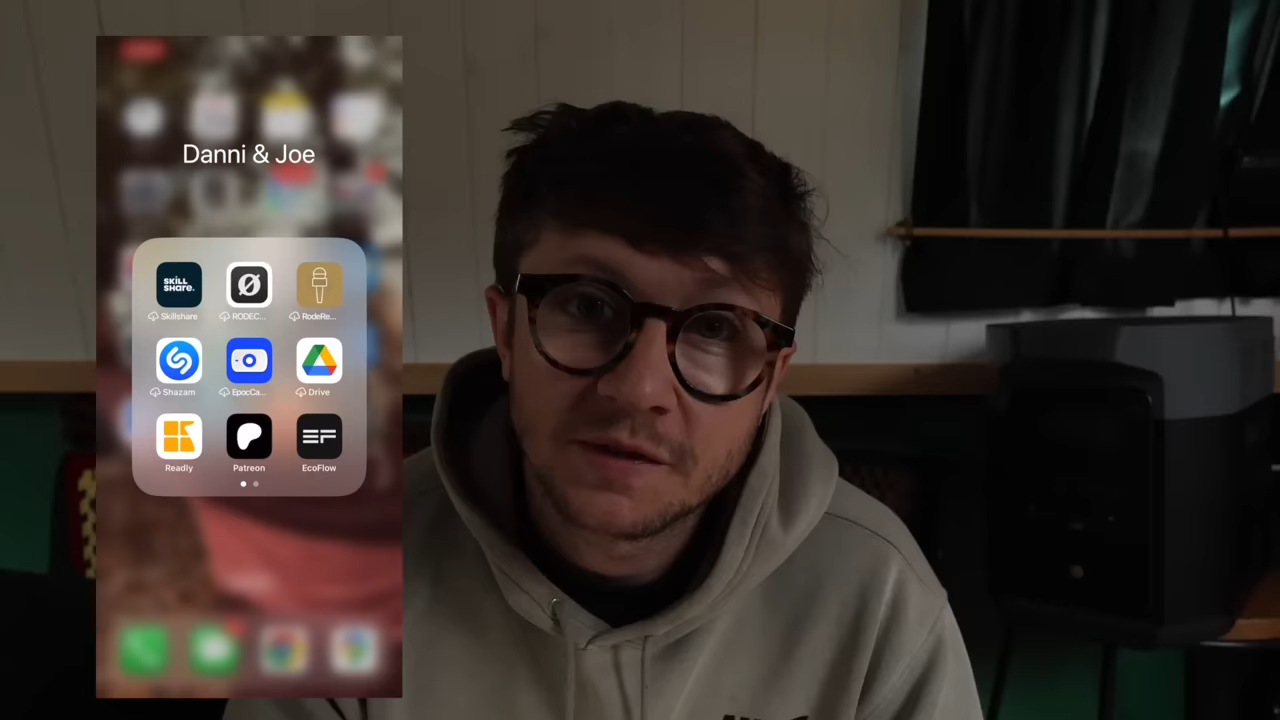 Danni & Joe
SKILL
SHARE.
Skillshare
RODEC...
RodeRe...
Shazam
EpocCa...
Drive
Readly
Patreon
EF
EcoFlow